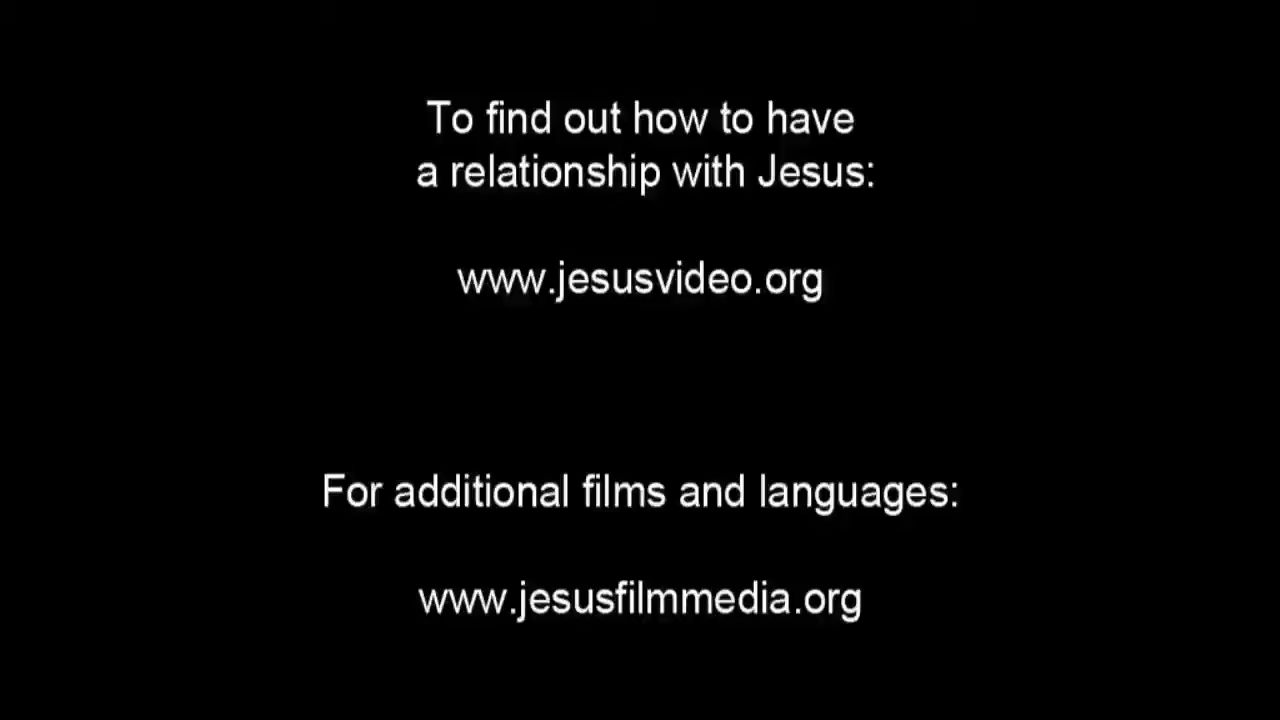 To find out how to have
a relationship with Jesus:
www.jesusvideo.org
For additional films and languages:
www.jesusfilmmedia.org